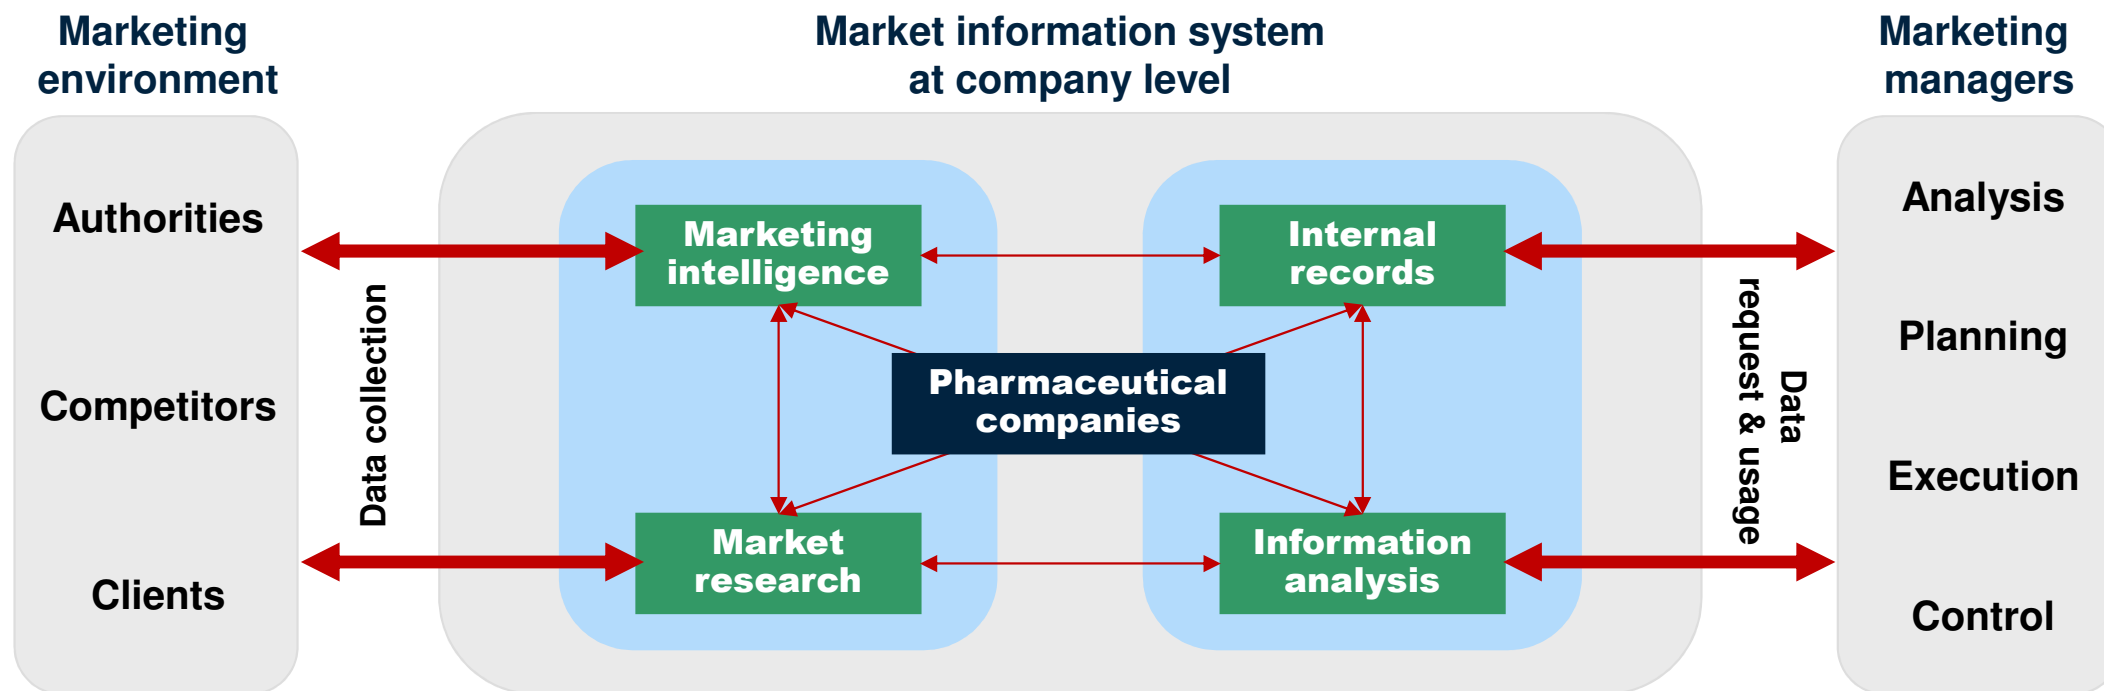 Marketing
environment
Authorities
Competitors
Clients
Data collection
Market information system
at company level
Marketing
intelligence
Internal
records
Pharmaceutical
companies
Market
research
Information
analysis
Data
request & usage
Marketing
managers
Analysis
Planning
Execution
Control